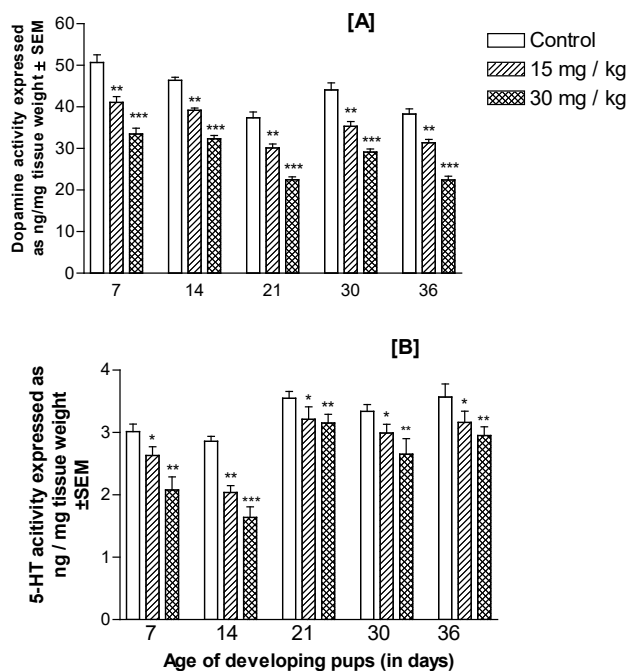 [A]
Control
15 mg / kg
30 mg / kg
Dopamine activity expressed
as ng/mg tissue weight ± SEM
60
50
40
30
20
10
0
** *** ** *** ** *** ** *** ** ***
7 14 21 30 36
[B]
5-HT acitivity expressed as
ng / mg tissue weight
±SEM
4
3
2
1
0
* ** ** *** * ** * ** * **
7 14 21 30 36
Age of developing pups (in days)